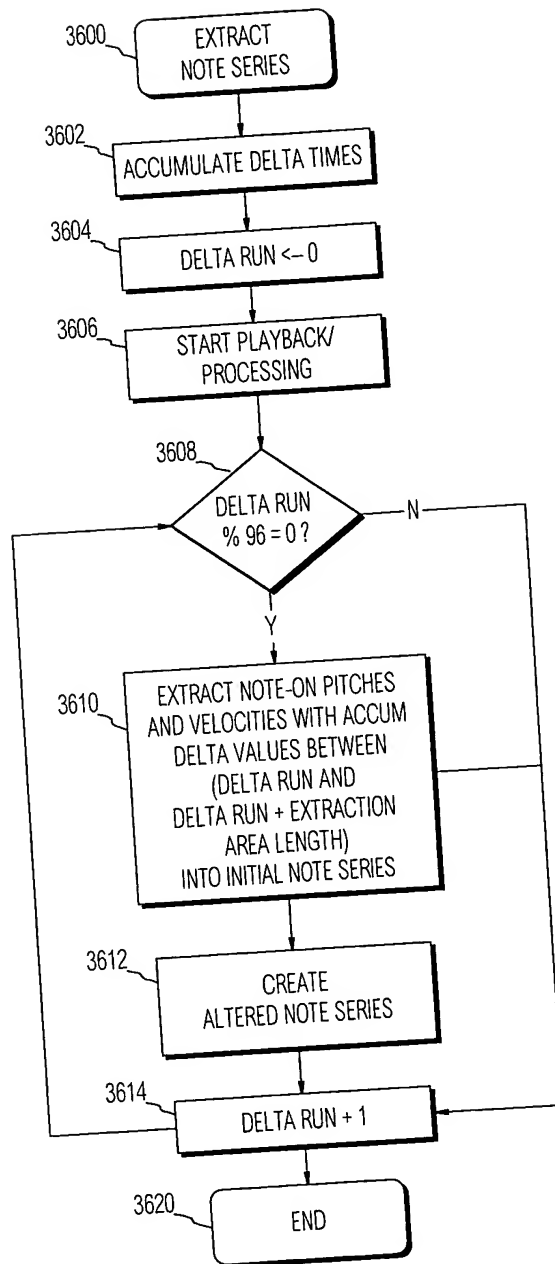 3600
EXTRACT
NOTE SERIES
3602
ACCUMULATE DELTA TIMES
3604
DELTA RUN <– 0
3606
START PLAYBACK/
PROCESSING
3608
DELTA RUN
% 96 = 0 ?
N
Y
3610
EXTRACT NOTE-ON PITCHES
AND VELOCITIES WITH ACCUM
DELTA VALUES BETWEEN
(DELTA RUN AND
DELTA RUN + EXTRACTION
AREA LENGTH)
INTO INITIAL NOTE SERIES
3612
CREATE
ALTERED NOTE SERIES
3614
DELTA RUN + 1
3620
END